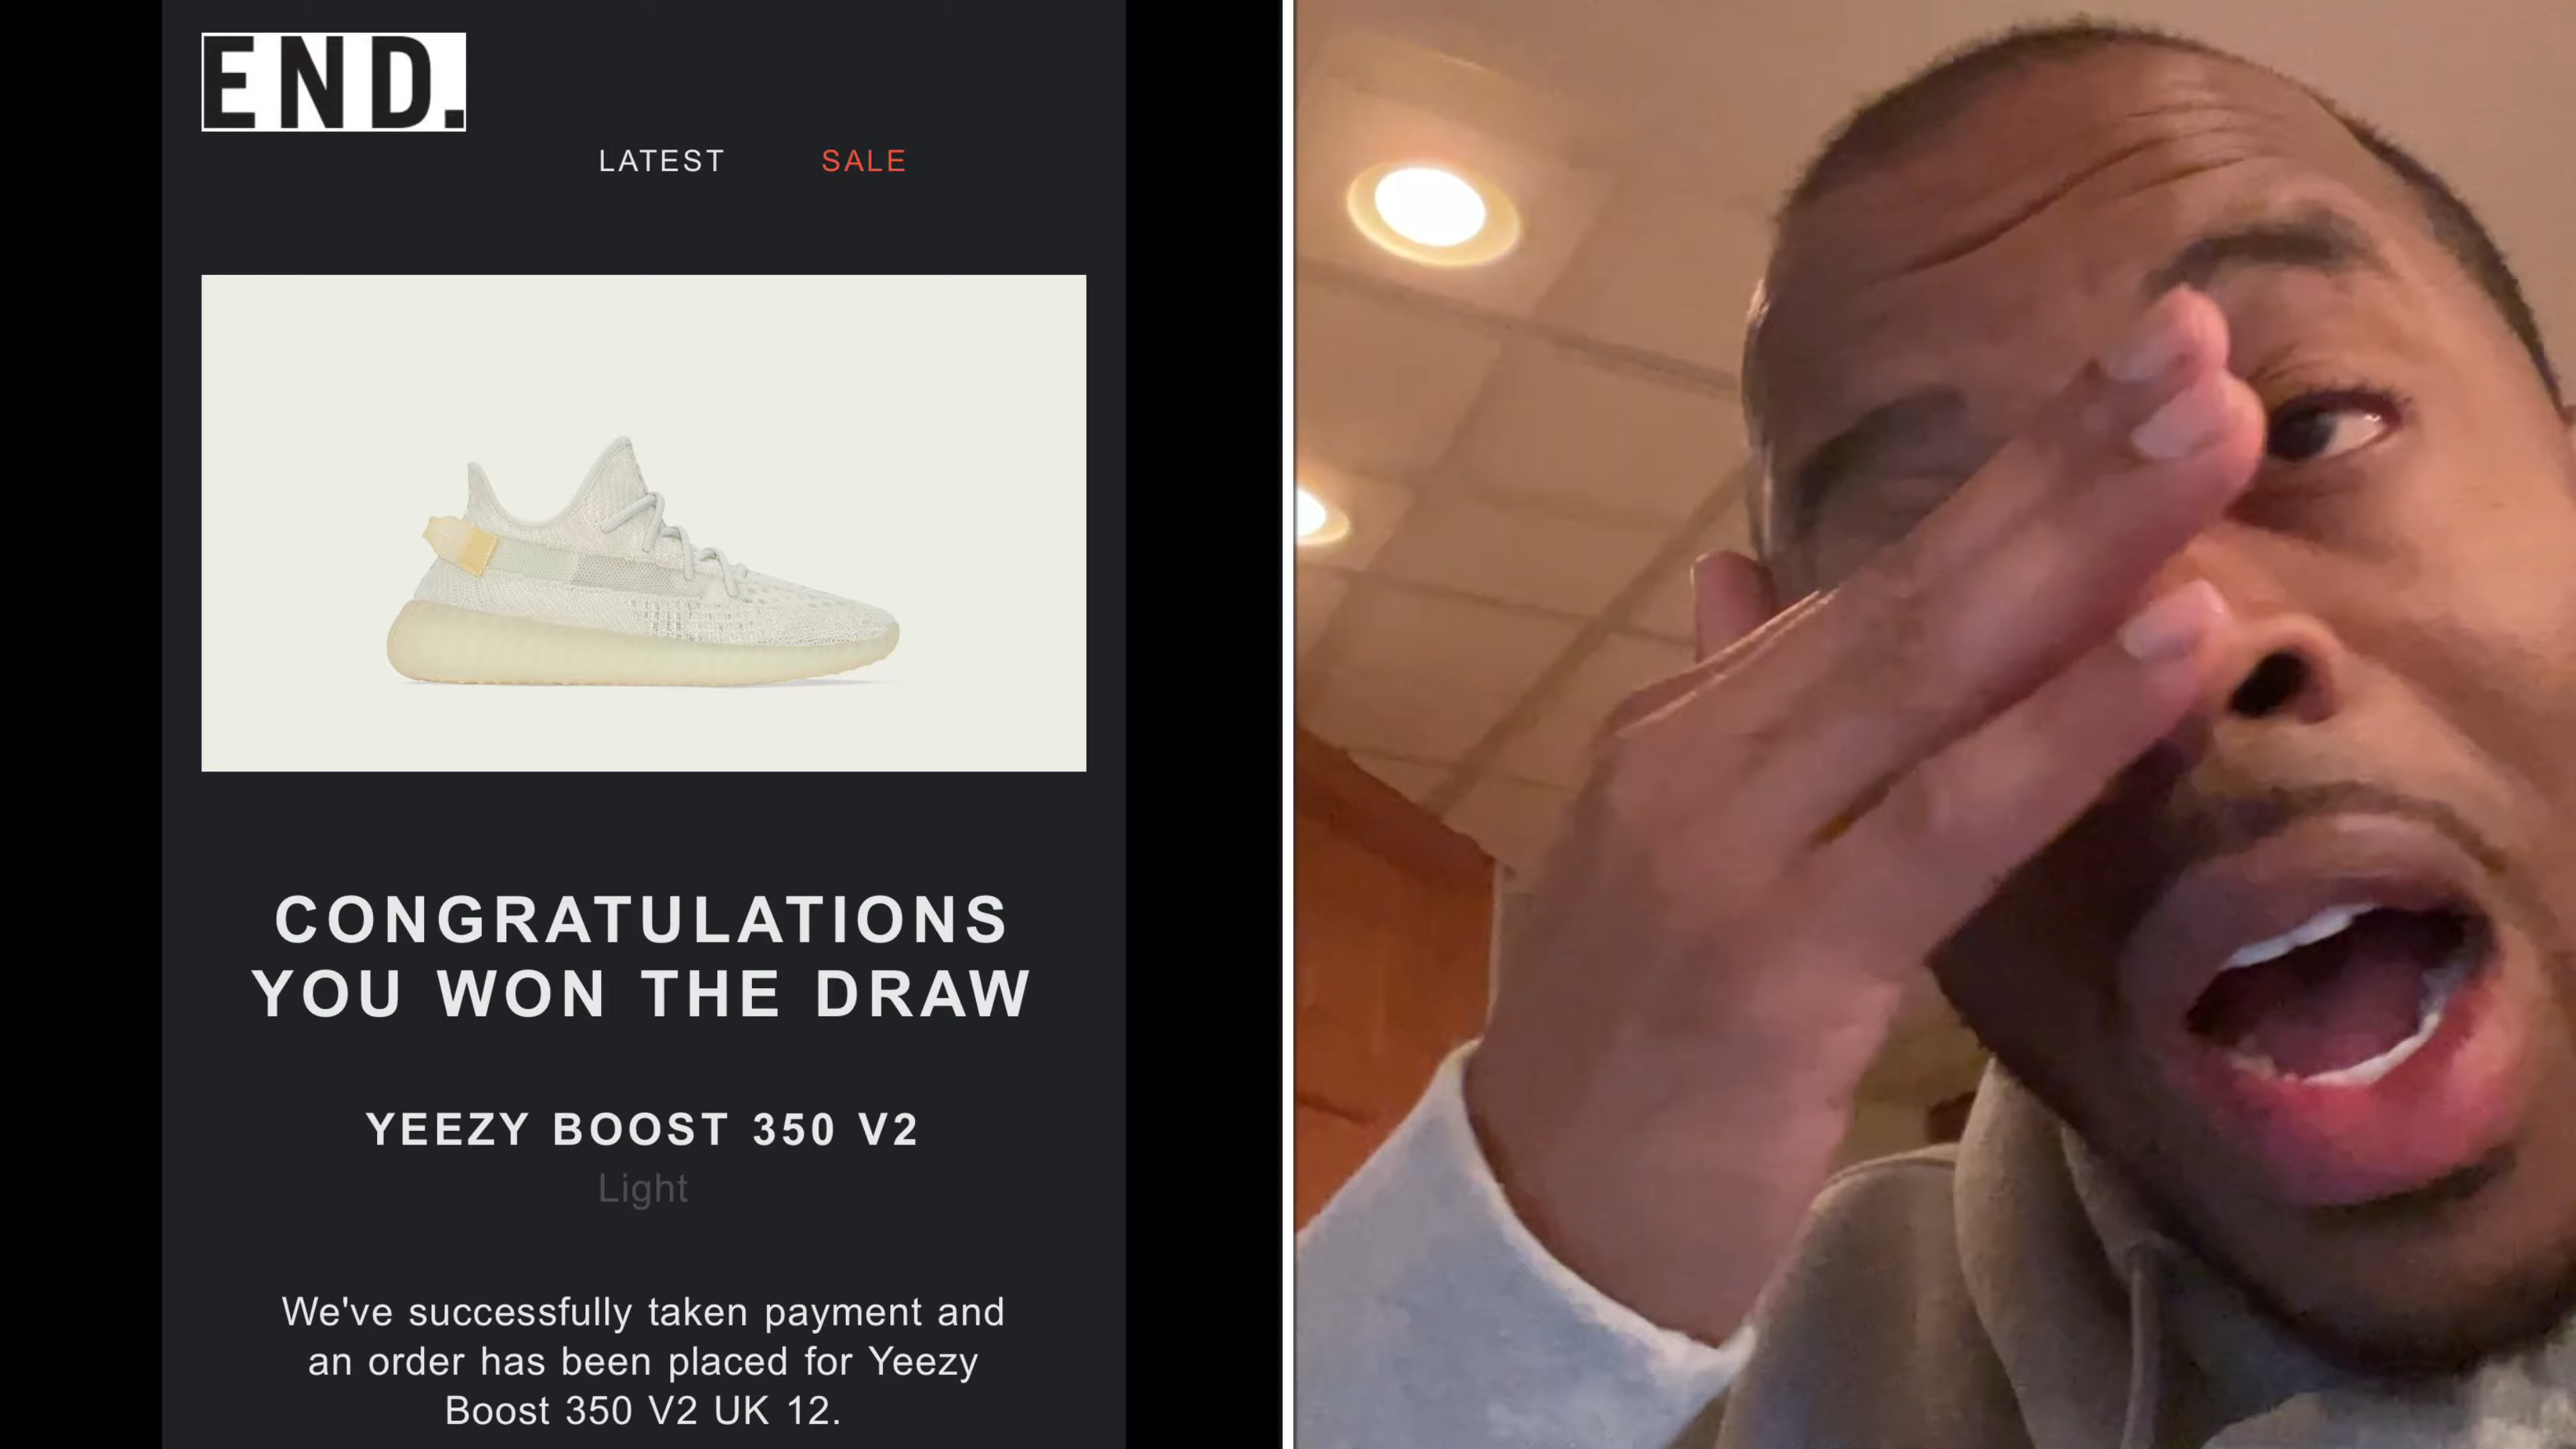 END.
LATEST SALE
CONGRATULATIONS
YOU WON THE DRAW
YEEZY BOOST 350 V2
Light
We've successfully taken payment and
an order has been placed for Yeezy
Boost 350 V2 UK 12.